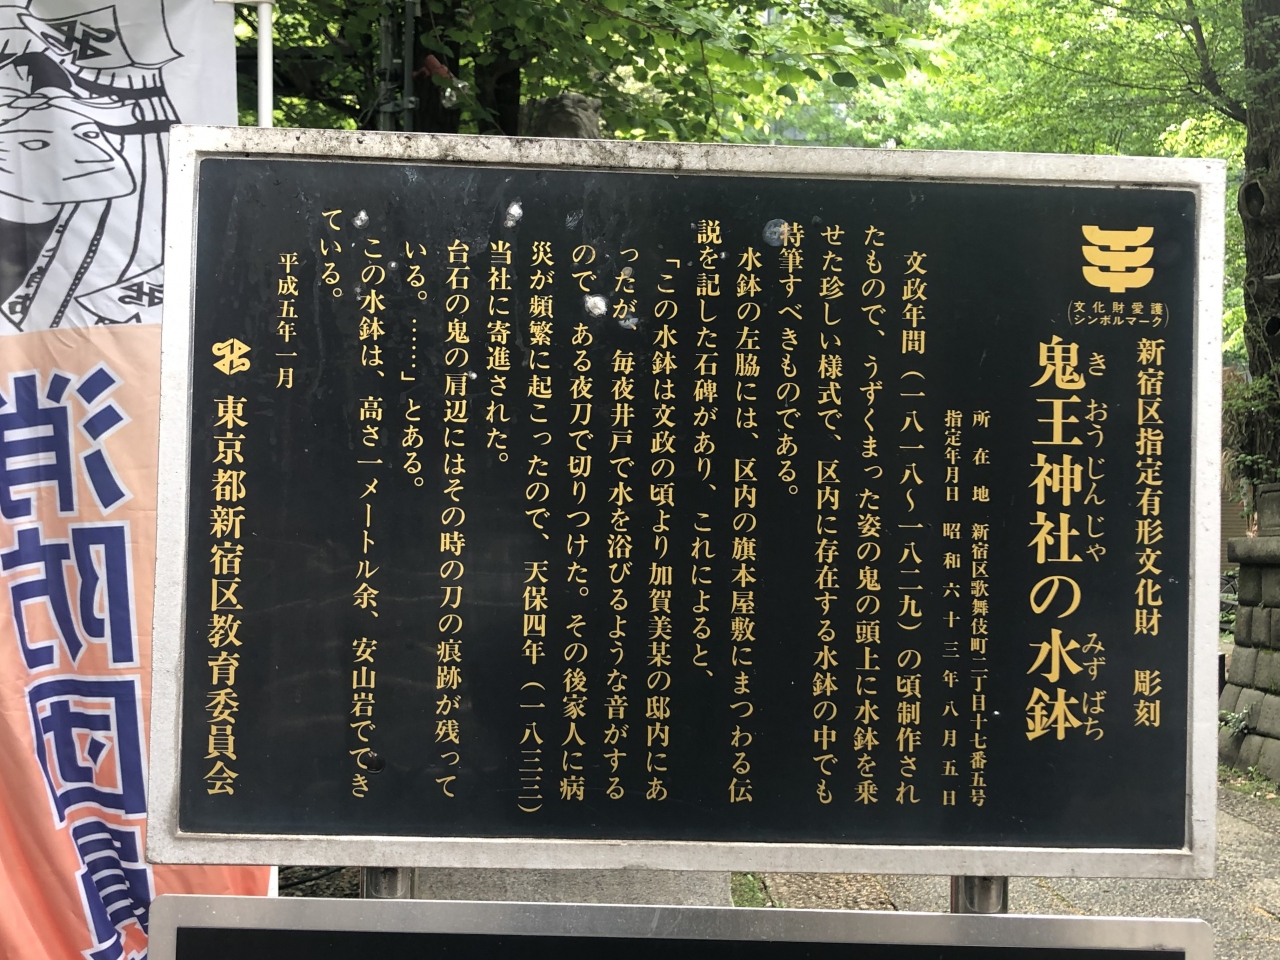 文化財愛護
シンボルマーク
新宿区指定有形文化財 彫刻
鬼王神社の水鉢
きおうじんじゃ みずばち
所在地 新宿区歌舞伎町二丁目十七番五号
指定年月日 昭和六十三年八月五日
文政年間(一八一八〜一八二九)の頃制作され
たもので、うずくまった姿の鬼の頭上に水鉢を乗
せた珍しい様式で、区内に存在する水鉢の中でも
特筆すべきものである。
水鉢の左脇には、区内の旗本屋敷にまつわる伝
説を記した石碑があり、これによると、
「この水鉢は文政の頃より加賀美某の邸内にあ
ったが 毎夜井戸で水を浴びるような音がする
ので ある夜刀で切りつけた。その後家人に病
災が頻繁に起こったので、天保四年(一八三三)
当社に寄進された。
台石の鬼の肩辺にはその時の刀の痕跡が残って
いる。……」とある。
この水鉢は、高さ一メートル余、安山岩ででき
ている。
平成五年一月
東京都新宿区教育委員会
消防団員